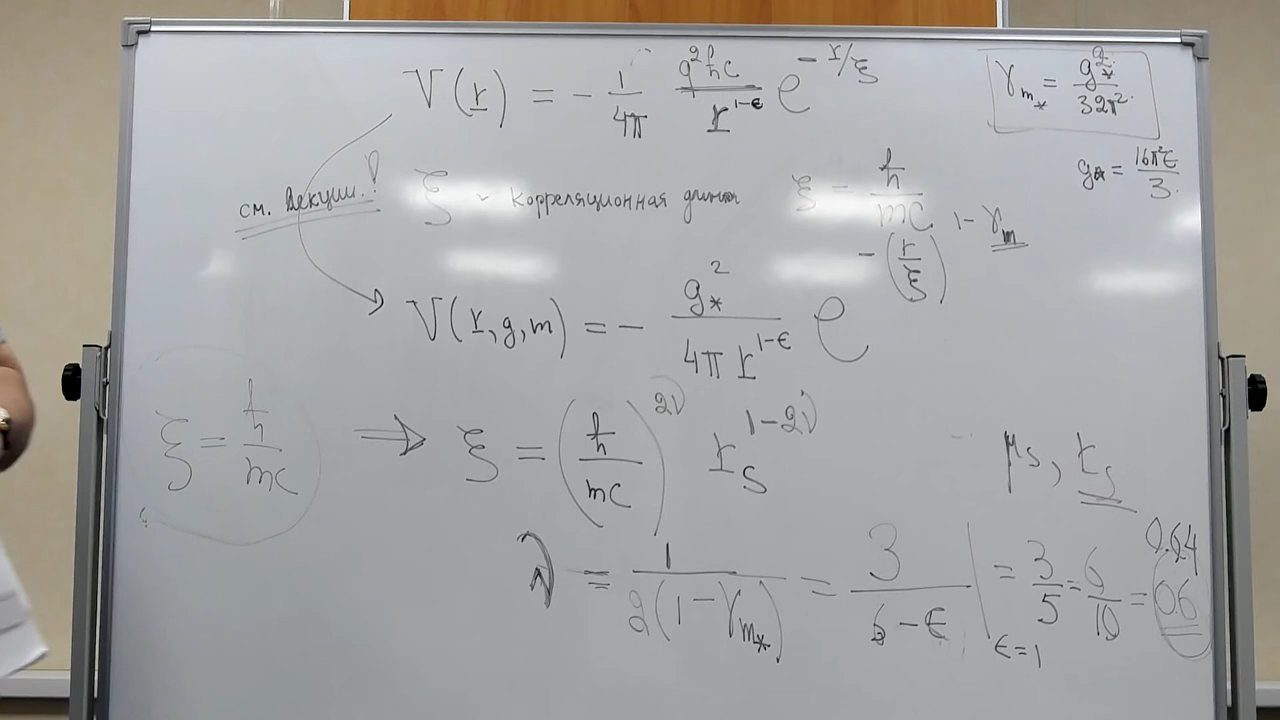 V(r) = - 1/4π g²ħc/r^{1-ϵ} e^{-r/ξ}
γ_{m*} = g*²/32π²
g* = 16π²ϵ/3
см. Лекции!
ξ - корреляционная длина
ξ = ħ/mc
V(r,g,m) = - g*²/4π r^{1-ϵ} e^{-(r/ξ)^{1-γ_m}}
ξ = ħ/mc ⇒ ξ = (ħ/mc)^{2ν} r_s^{1-2ν}
μ_s, r_s
ν = 1/2(1-γ_{m*}) = 3/6-ϵ |_{ϵ=1} = 3/5 = 6/10 = 0.6
0.64